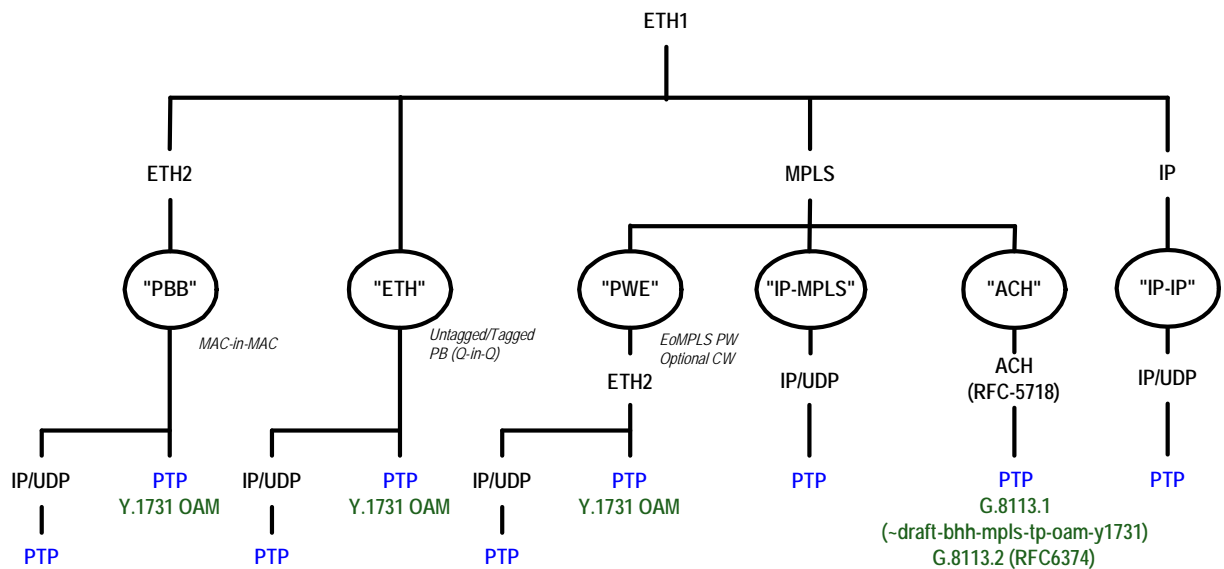 ETH1
ETH2
MPLS
IP
"PBB"
"ETH"
"PWE"
"IP-MPLS"
"ACH"
"IP-IP"
MAC-in-MAC
Untagged/Tagged
PB (Q-in-Q)
EoMPLS PW
Optional CW
ETH2
IP/UDP
ACH
(RFC-5718)
IP/UDP
IP/UDP
PTP
Y.1731 OAM
IP/UDP
PTP
Y.1731 OAM
IP/UDP
PTP
Y.1731 OAM
PTP
PTP
G.8113.1
(~draft-bhh-mpls-tp-oam-y1731)
G.8113.2 (RFC6374)
PTP
PTP
PTP
PTP